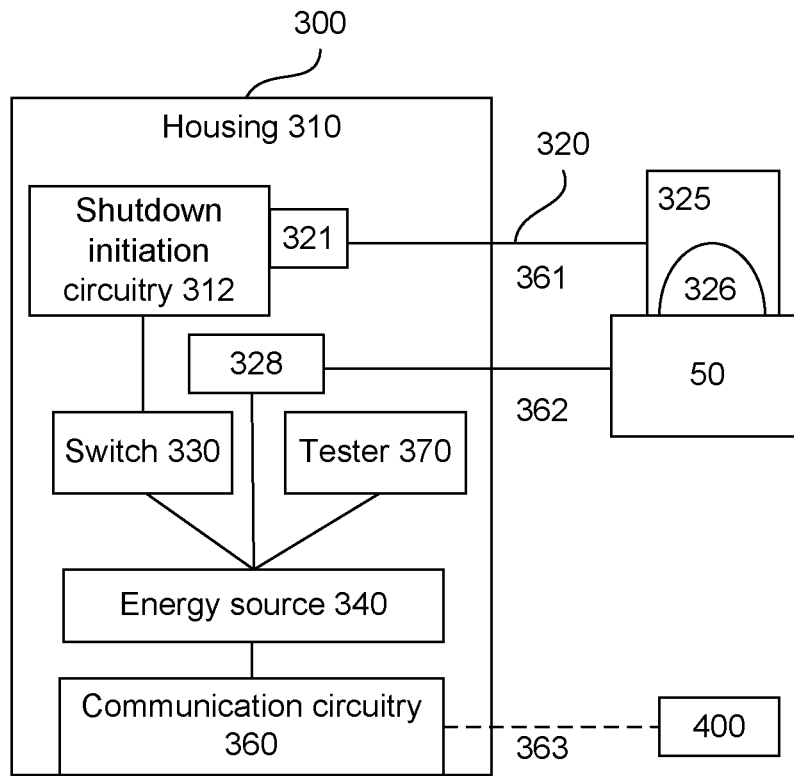 300
Housing 310
320
Shutdown
initiation
circuitry 312
321
325
361
326
328
50
362
Switch 330
Tester 370
Energy source 340
Communication circuitry
360
363
400